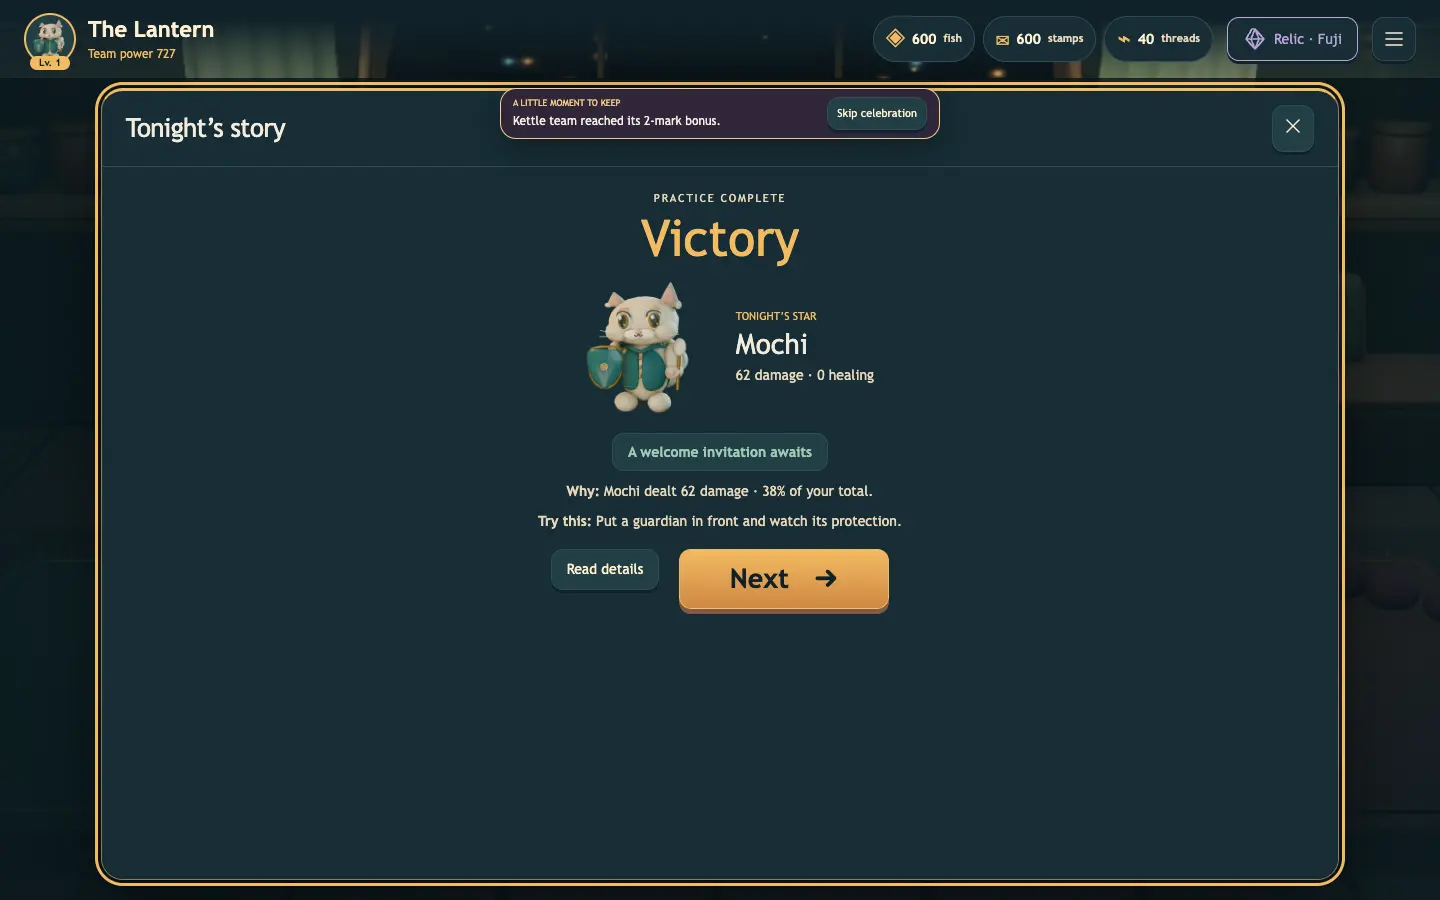 The Lantern
Team power 727
Lv. 1
600 fish
600 stamps
40 threads
Relic · Fuji
Tonight’s story
A LITTLE MOMENT TO KEEP
Kettle team reached its 2-mark bonus.
Skip celebration
PRACTICE COMPLETE
Victory
TONIGHT’S STAR
Mochi
62 damage · 0 healing
A welcome invitation awaits
Why: Mochi dealt 62 damage · 38% of your total.
Try this: Put a guardian in front and watch its protection.
Read details
Next →